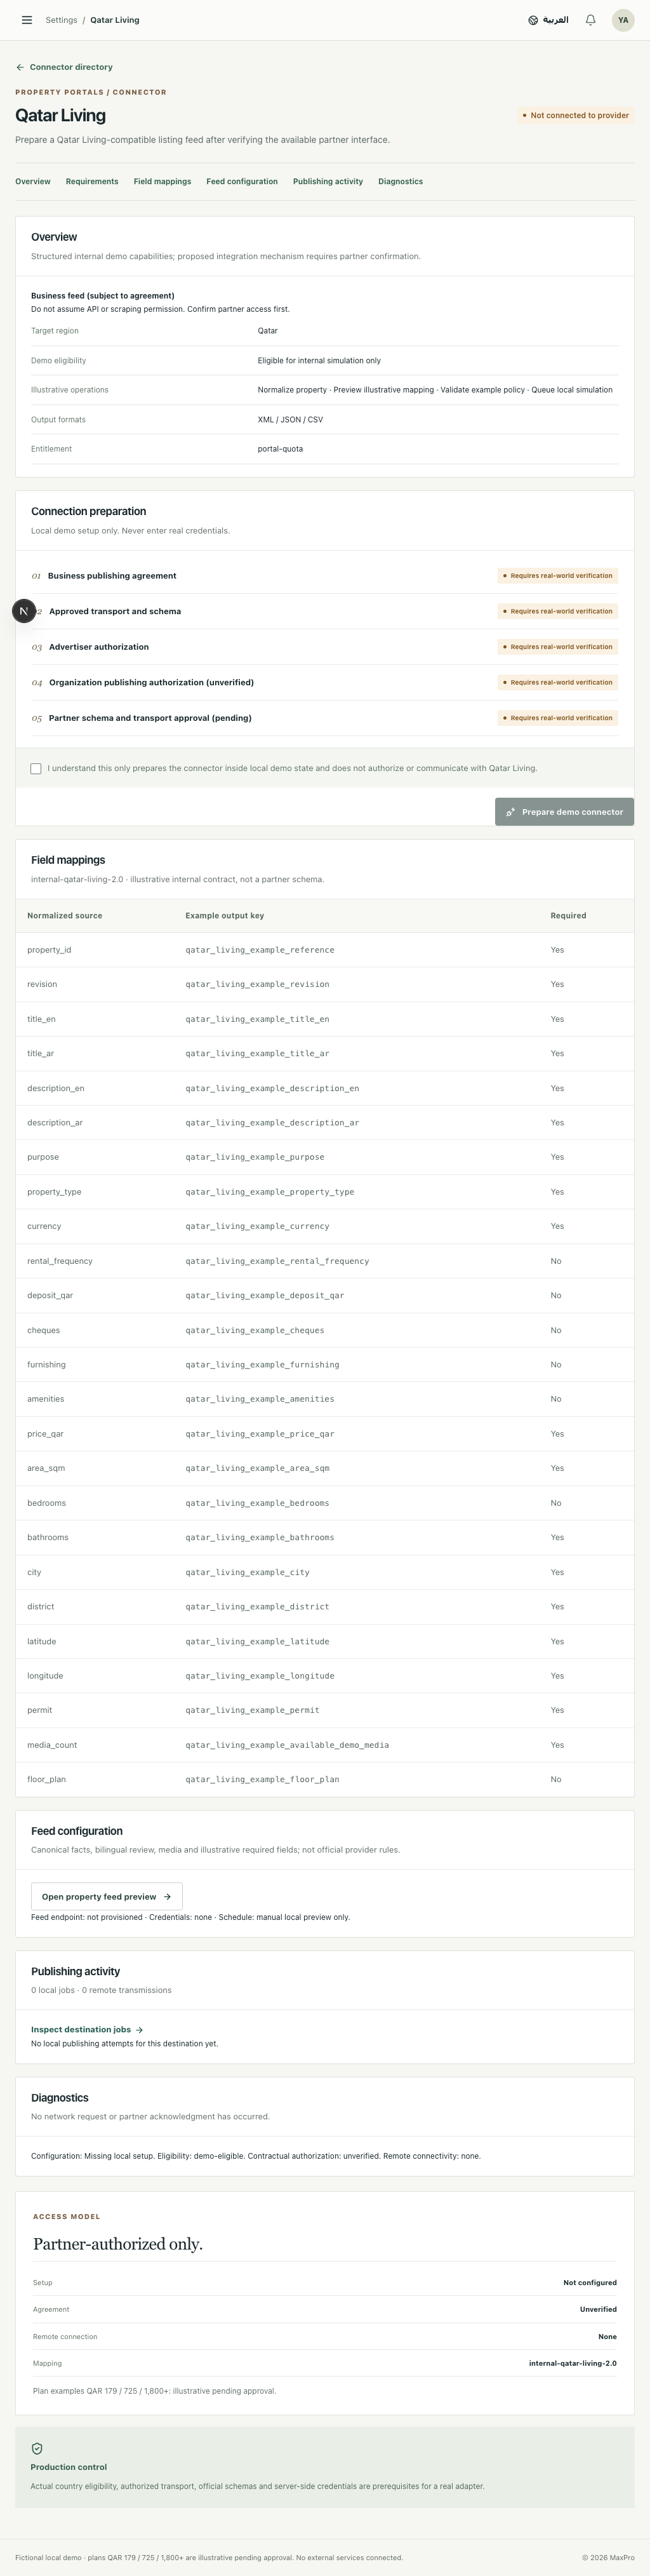 Settings / Qatar Living
العربية
YA
Connector directory
PROPERTY PORTALS / CONNECTOR
Qatar Living
Not connected to provider
Prepare a Qatar Living-compatible listing feed after verifying the available partner interface.
Overview Requirements Field mappings Feed configuration Publishing activity Diagnostics
Overview
Structured internal demo capabilities; proposed integration mechanism requires partner confirmation.
Business feed (subject to agreement)
Do not assume API or scraping permission. Confirm partner access first.
Target region Qatar
Demo eligibility Eligible for internal simulation only
Illustrative operations Normalize property · Preview illustrative mapping · Validate example policy · Queue local simulation
Output formats XML / JSON / CSV
Entitlement portal-quota
Connection preparation
Local demo setup only. Never enter real credentials.
01 Business publishing agreement Requires real-world verification
N 2 Approved transport and schema Requires real-world verification
03 Advertiser authorization Requires real-world verification
04 Organization publishing authorization (unverified) Requires real-world verification
05 Partner schema and transport approval (pending) Requires real-world verification
I understand this only prepares the connector inside local demo state and does not authorize or communicate with Qatar Living.
Prepare demo connector
Field mappings
internal-qatar-living-2.0 · illustrative internal contract, not a partner schema.
Normalized source Example output key Required
property_id qatar_living_example_reference Yes
revision qatar_living_example_revision Yes
title_en qatar_living_example_title_en Yes
title_ar qatar_living_example_title_ar Yes
description_en qatar_living_example_description_en Yes
description_ar qatar_living_example_description_ar Yes
purpose qatar_living_example_purpose Yes
property_type qatar_living_example_property_type Yes
currency qatar_living_example_currency Yes
rental_frequency qatar_living_example_rental_frequency No
deposit_qar qatar_living_example_deposit_qar No
cheques qatar_living_example_cheques No
furnishing qatar_living_example_furnishing No
amenities qatar_living_example_amenities No
price_qar qatar_living_example_price_qar Yes
area_sqm qatar_living_example_area_sqm Yes
bedrooms qatar_living_example_bedrooms No
bathrooms qatar_living_example_bathrooms Yes
city qatar_living_example_city Yes
district qatar_living_example_district Yes
latitude qatar_living_example_latitude Yes
longitude qatar_living_example_longitude Yes
permit qatar_living_example_permit Yes
media_count qatar_living_example_available_demo_media Yes
floor_plan qatar_living_example_floor_plan No
Feed configuration
Canonical facts, bilingual review, media and illustrative required fields; not official provider rules.
Open property feed preview
Feed endpoint: not provisioned · Credentials: none · Schedule: manual local preview only.
Publishing activity
0 local jobs · 0 remote transmissions
Inspect destination jobs
No local publishing attempts for this destination yet.
Diagnostics
No network request or partner acknowledgment has occurred.
Configuration: Missing local setup. Eligibility: demo-eligible. Contractual authorization: unverified. Remote connectivity: none.
ACCESS MODEL
Partner-authorized only.
Setup Not configured
Agreement Unverified
Remote connection None
Mapping internal-qatar-living-2.0
Plan examples QAR 179 / 725 / 1,800+: illustrative pending approval.
Production control
Actual country eligibility, authorized transport, official schemas and server-side credentials are prerequisites for a real adapter.
Fictional local demo · plans QAR 179 / 725 / 1,800+ are illustrative pending approval. No external services connected.
© 2026 MaxPro